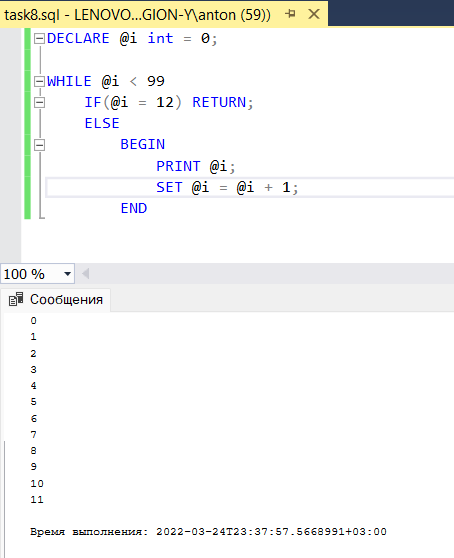 task8.sql - LENOVO...GION-Y\anton (59))
DECLARE @i int = 0;
WHILE @i < 99
IF(@i = 12) RETURN;
ELSE
BEGIN
PRINT @i;
SET @i = @i + 1;
END
100 %
Сообщения
0
1
2
3
4
5
6
7
8
9
10
11
Время выполнения: 2022-03-24T23:37:57.5668991+03:00